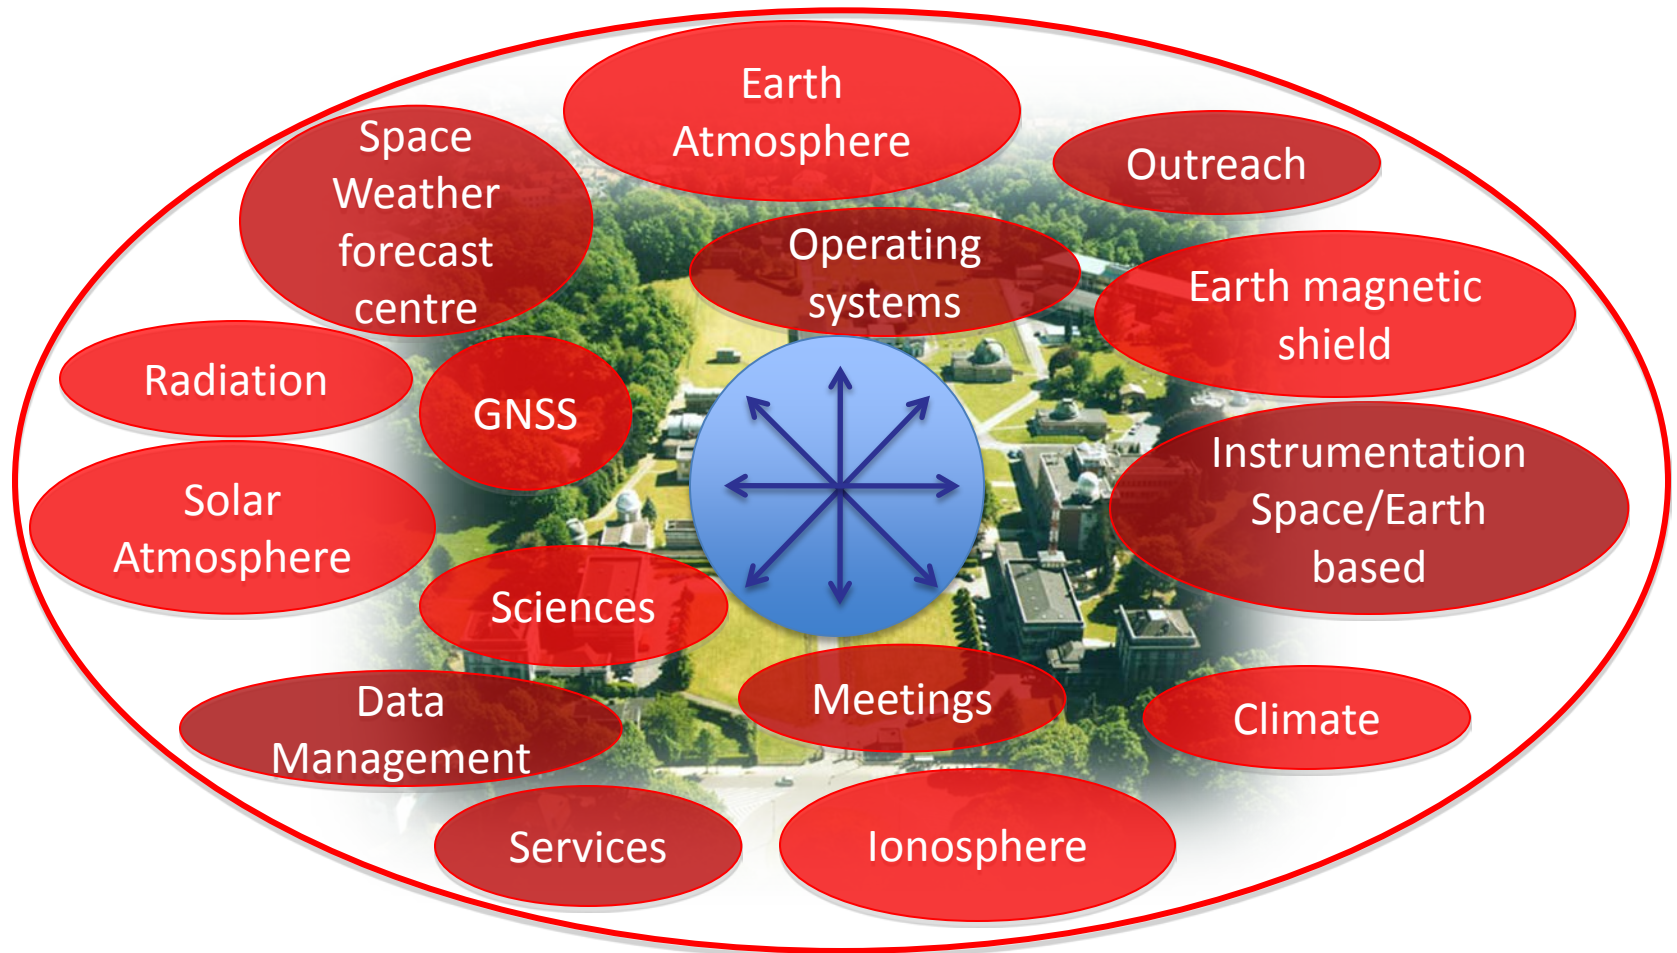 Earth
Atmosphere
Space
Weather
forecast
centre
Outreach
Operating
systems
Earth magnetic
shield
Radiation
GNSS
Instrumentation
Space/Earth
based
Solar
Atmosphere
Sciences
Data
Management
Meetings
Climate
Services
Ionosphere